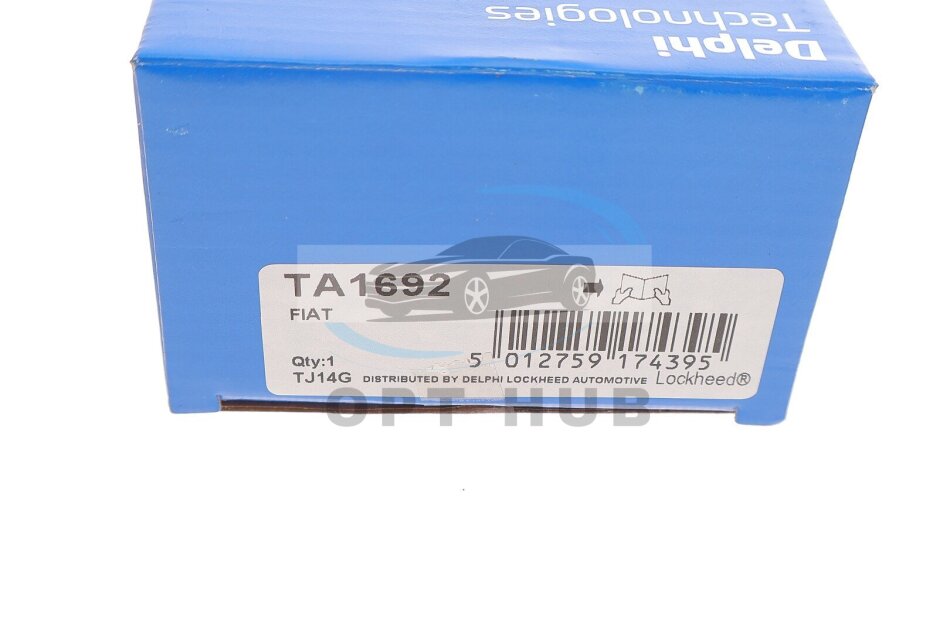 Delphi
Technologies
TA1692
FIAT
5 012759 174395
Qty:1
TJ14G DISTRIBUTED BY DELPHI LOCKHEED AUTOMOTIVE Lockheed®
OPT HUB